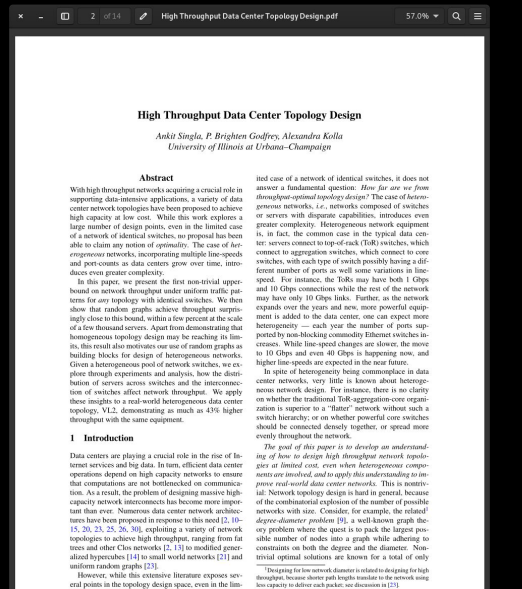 2 of 14
High Throughput Data Center Topology Design.pdf
57.0%
High Throughput Data Center Topology Design
Ankit Singla, P. Brighten Godfrey, Alexandra Kolla
University of Illinois at Urbana–Champaign
Abstract
With high throughput networks acquiring a crucial role in
supporting data-intensive applications, a variety of data
center network topologies have been proposed to achieve
high capacity at low cost. While this work explores a
large number of design points, even in the limited case
of a network of identical switches, no proposal has been
able to claim any notion of optimality. The case of het-
erogeneous networks, incorporating multiple line-speeds
and port-counts as data centers grow over time, intro-
duces even greater complexity.
In this paper, we present the first non-trivial upper-
bound on network throughput under uniform traffic pat-
terns for any topology with identical switches. We then
show that random graphs achieve throughput surpris-
ingly close to this bound, within a few percent at the scale
of a few thousand servers. Apart from demonstrating that
homogeneous topology design may be reaching its lim-
its, this result also motivates our use of random graphs as
building blocks for design of heterogeneous networks.
Given a heterogeneous pool of network switches, we ex-
plore through experiments and analysis, how the distri-
bution of servers across switches and the interconnec-
tion of switches affect network throughput. We apply
these insights to a real-world heterogeneous data center
topology, VL2, demonstrating as much as 43% higher
throughput with the same equipment.
1 Introduction
Data centers are playing a crucial role in the rise of In-
ternet services and big data. In turn, efficient data center
operations depend on high capacity networks to ensure
that computations are not bottlenecked on communica-
tion. As a result, the problem of designing massive high-
capacity network interconnects has become more impor-
tant than ever. Numerous data center network architec-
tures have been proposed in response to this need [2, 10–
15, 20, 23, 25, 26, 30], exploiting a variety of network
topologies to achieve high throughput, ranging from fat
trees and other Clos networks [2, 13] to modified gener-
alized hypercubes [14] to small world networks [21] and
uniform random graphs [23].
However, while this extensive literature exposes sev-
eral points in the topology design space, even in the lim-
ited case of a network of identical switches, it does not
answer a fundamental question: How far are we from
throughput-optimal topology design? The case of hetero-
geneous networks, i.e., networks composed of switches
or servers with disparate capabilities, introduces even
greater complexity. Heterogeneous network equipment
is, in fact, the common case in the typical data cen-
ter: servers connect to top-of-rack (ToR) switches, which
connect to aggregation switches, which connect to core
switches, with each type of switch possibly having a dif-
ferent number of ports as well some variations in line-
speed. For instance, the ToRs may have both 1 Gbps
and 10 Gbps connections while the rest of the network
may have only 10 Gbps links. Further, as the network
expands over the years and new, more powerful equip-
ment is added to the data center, one can expect more
heterogeneity — each year the number of ports sup-
ported by non-blocking commodity Ethernet switches in-
creases. While line-speed changes are slower, the move
to 10 Gbps and even 40 Gbps is happening now, and
higher line-speeds are expected in the near future.
In spite of heterogeneity being commonplace in data
center networks, very little is known about heteroge-
neous network design. For instance, there is no clarity
on whether the traditional ToR-aggregation-core organi-
zation is superior to a “flatter” network without such a
switch hierarchy; or on whether powerful core switches
should be connected densely together, or spread more
evenly throughout the network.
The goal of this paper is to develop an understand-
ing of how to design high throughput network topolo-
gies at limited cost, even when heterogeneous compo-
nents are involved, and to apply this understanding to im-
prove real-world data center networks. This is nontriv-
ial: Network topology design is hard in general, because
of the combinatorial explosion of the number of possible
networks with size. Consider, for example, the related1
degree-diameter problem [9], a well-known graph the-
ory problem where the quest is to pack the largest pos-
sible number of nodes into a graph while adhering to
constraints on both the degree and the diameter. Non-
trivial optimal solutions are known for a total of only
1Designing for low network diameter is related to designing for high
throughput, because shorter path lengths translate to the network using
less capacity to deliver each packet; see discussion in [23].